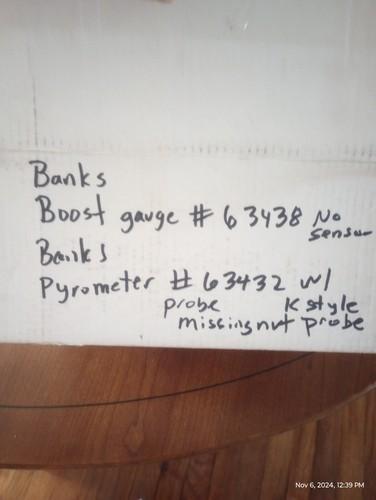 Banks
Boost gauge # 63438 No
sensor
Banks
Pyrometer # 63432 w/
probe K style
missing nut probe
Nov 6, 2024, 12:39 PM